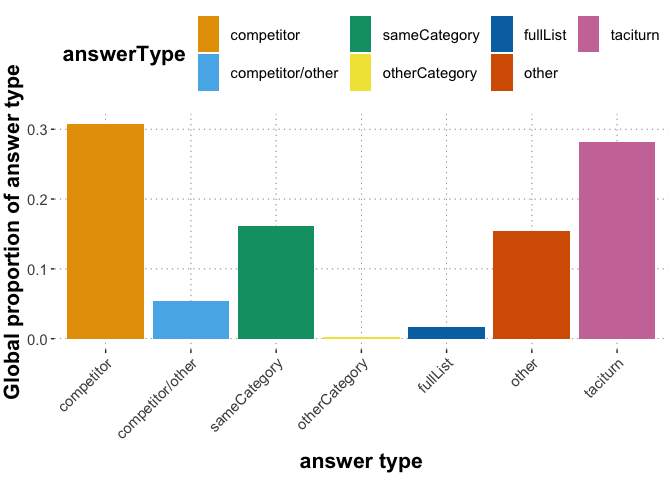 answerType
competitor
sameCategory
fullList
taciturn
competitor/other
otherCategory
other
Global proportion of answer type
0.3
0.2
0.1
0.0
competitor
competitor/other
sameCategory
otherCategory
fullList
other
taciturn
answer type